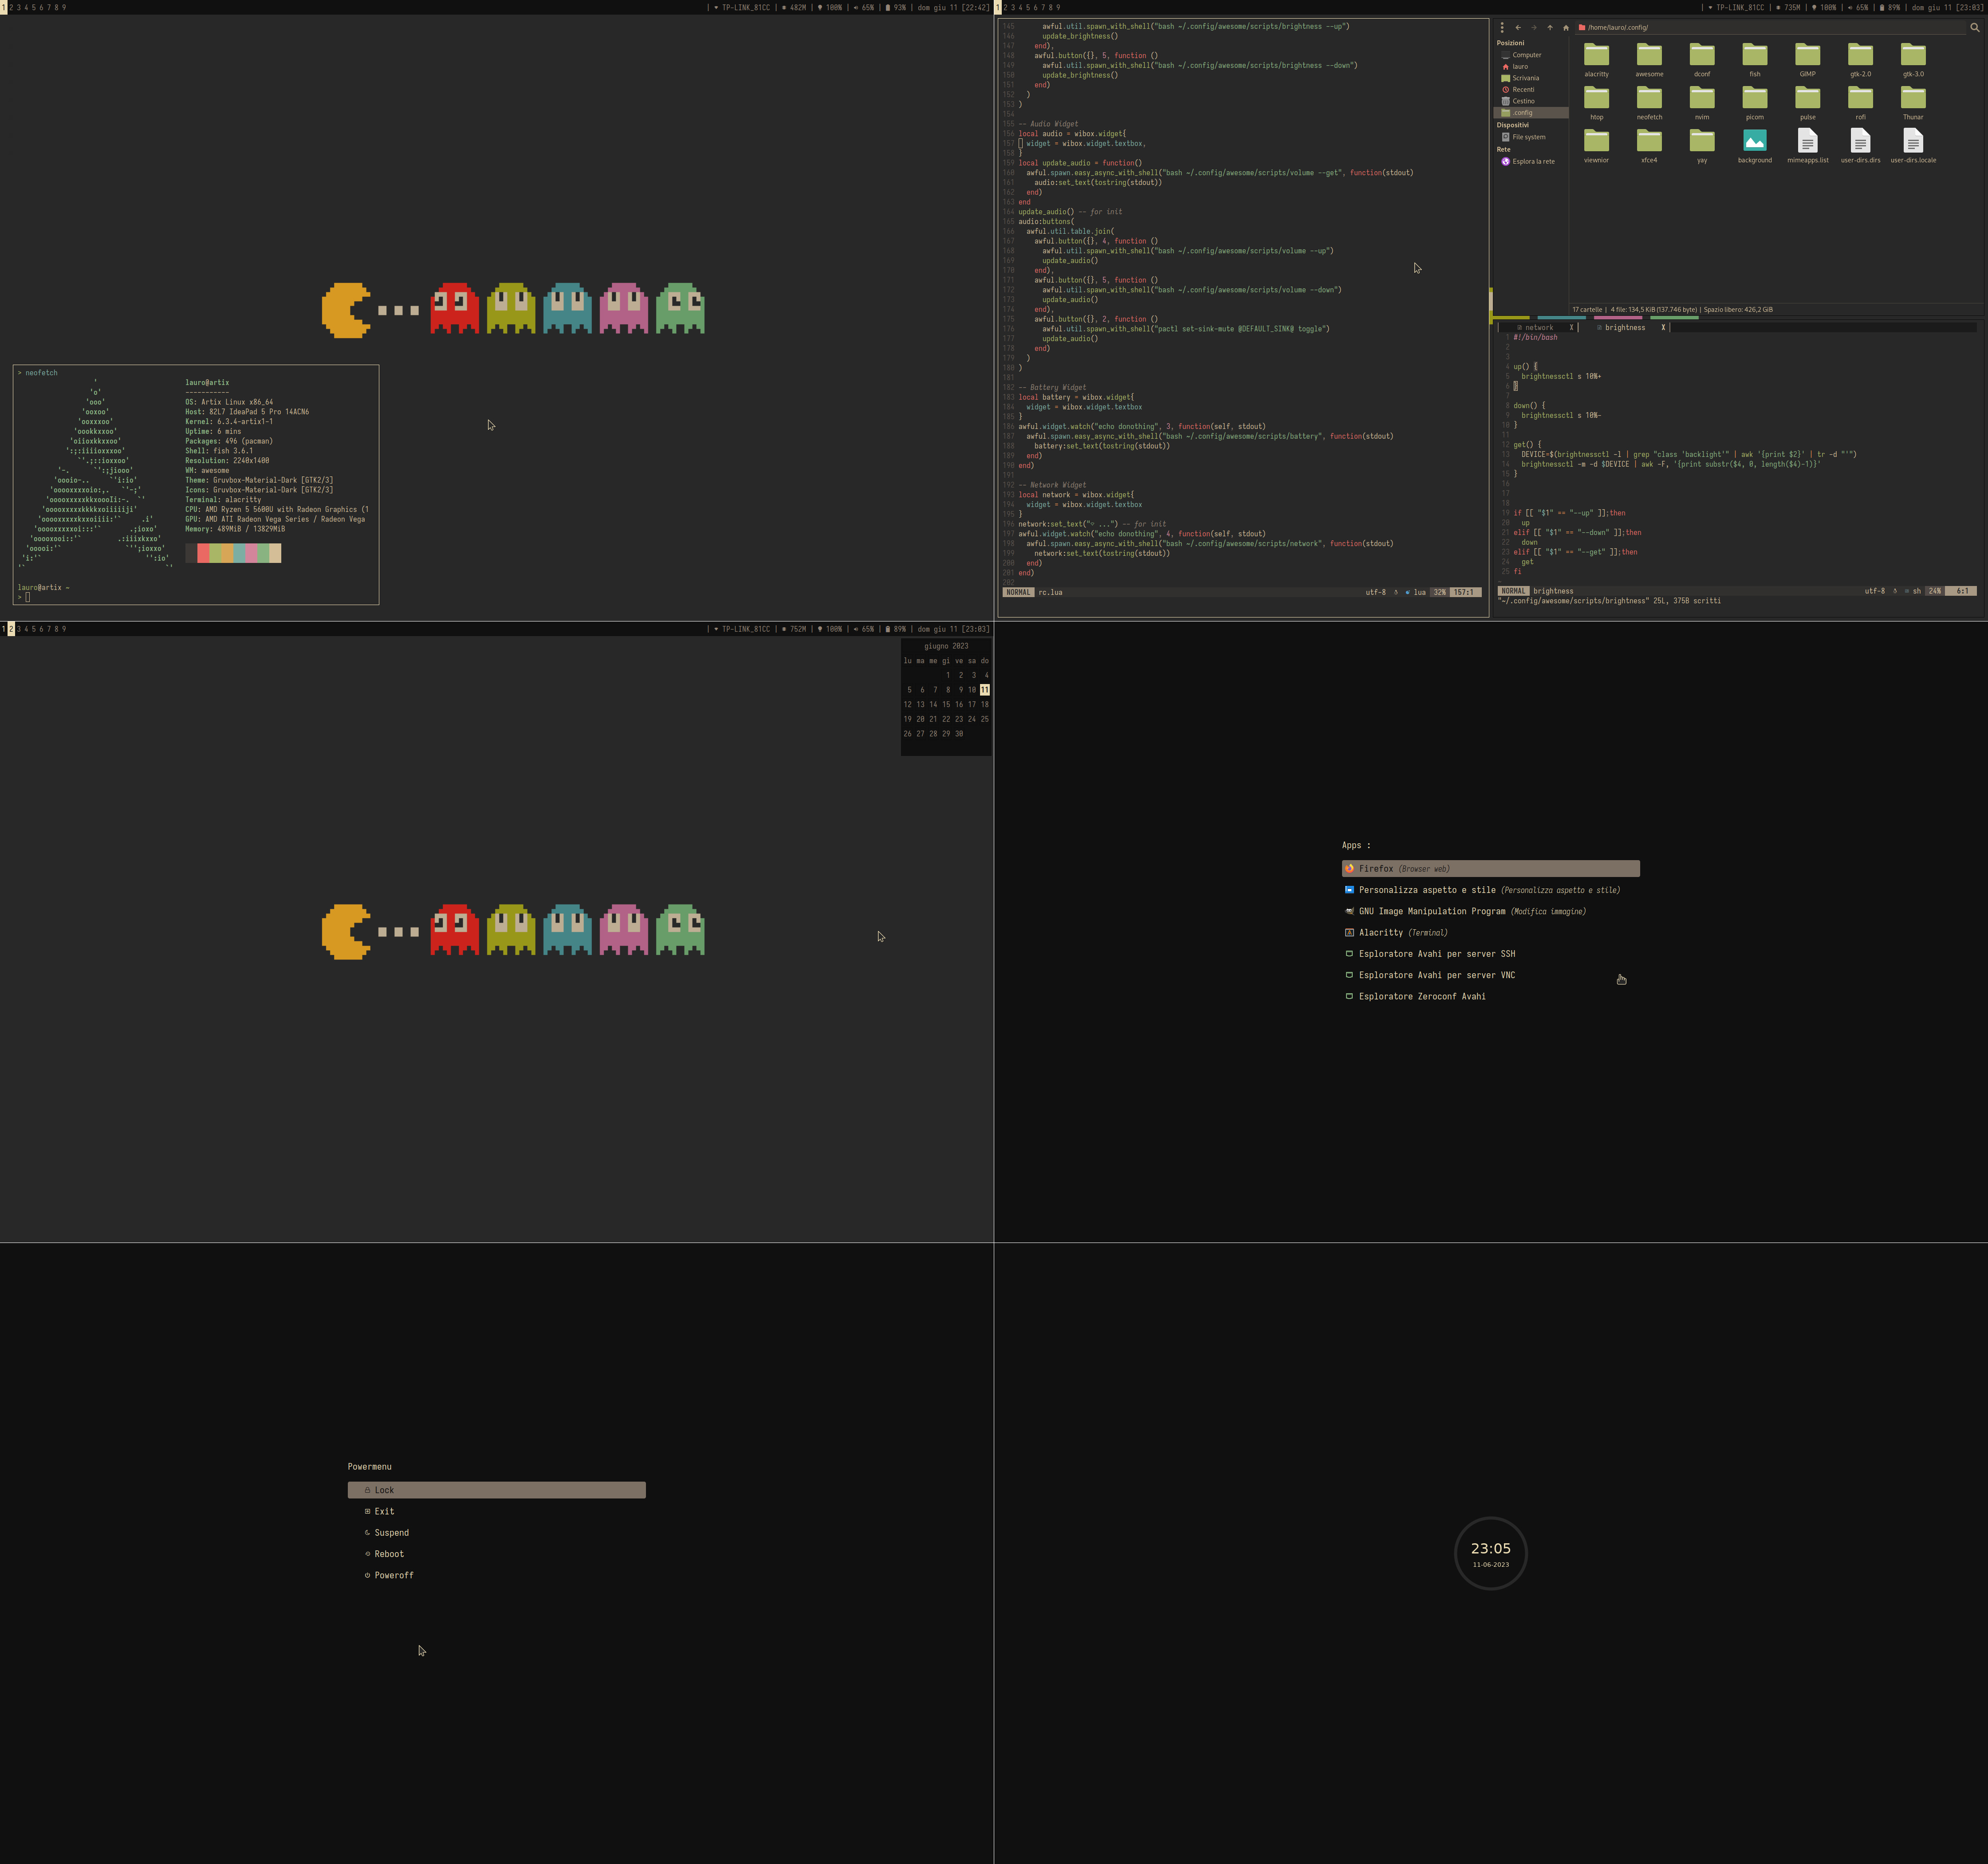 1 2 3 4 5 6 7 8 9
| TP-LINK_81CC | 482M | 100% | 65% | 93% | dom giu 11 [22:42]
> neofetch
lauro@artix
-----------
OS: Artix Linux x86_64
Host: 82L7 IdeaPad 5 Pro 14ACN6
Kernel: 6.3.4-artix1-1
Uptime: 6 mins
Packages: 496 (pacman)
Shell: fish 3.6.1
Resolution: 2240x1400
WM: awesome
Theme: Gruvbox-Material-Dark [GTK2/3]
Icons: Gruvbox-Material-Dark [GTK2/3]
Terminal: alacritty
CPU: AMD Ryzen 5 5600U with Radeon Graphics (1
GPU: AMD ATI Radeon Vega Series / Radeon Vega
Memory: 489MiB / 13829MiB
lauro@artix ~
>
1 2 3 4 5 6 7 8 9
| TP-LINK_81CC | 735M | 100% | 65% | 89% | dom giu 11 [23:03]
145 awful.util.spawn_with_shell("bash ~/.config/awesome/scripts/brightness --up")
146 update_brightness()
147 end),
148 awful.button({}, 5, function ()
149 awful.util.spawn_with_shell("bash ~/.config/awesome/scripts/brightness --down")
150 update_brightness()
151 end)
152 )
153 )
154
155 -- Audio Widget
156 local audio = wibox.widget{
157 widget = wibox.widget.textbox,
158 }
159 local update_audio = function()
160 awful.spawn.easy_async_with_shell("bash ~/.config/awesome/scripts/volume --get", function(stdout)
161 audio:set_text(tostring(stdout))
162 end)
163 end
164 update_audio() -- for init
165 audio:buttons(
166 awful.util.table.join(
167 awful.button({}, 4, function ()
168 awful.util.spawn_with_shell("bash ~/.config/awesome/scripts/volume --up")
169 update_audio()
170 end),
171 awful.button({}, 5, function ()
172 awful.util.spawn_with_shell("bash ~/.config/awesome/scripts/volume --down")
173 update_audio()
174 end),
175 awful.button({}, 2, function ()
176 awful.util.spawn_with_shell("pactl set-sink-mute @DEFAULT_SINK@ toggle")
177 update_audio()
178 end)
179 )
180 )
181
182 -- Battery Widget
183 local battery = wibox.widget{
184 widget = wibox.widget.textbox
185 }
186 awful.widget.watch("echo donothing", 3, function(self, stdout)
187 awful.spawn.easy_async_with_shell("bash ~/.config/awesome/scripts/battery", function(stdout)
188 battery:set_text(tostring(stdout))
189 end)
190 end)
191
192 -- Network Widget
193 local network = wibox.widget{
194 widget = wibox.widget.textbox
195 }
196 network:set_text(" ...") -- for init
197 awful.widget.watch("echo donothing", 4, function(self, stdout)
198 awful.spawn.easy_async_with_shell("bash ~/.config/awesome/scripts/network", function(stdout)
199 network:set_text(tostring(stdout))
200 end)
201 end)
202
NORMAL rc.lua utf-8 lua 32% 157:1
/home/lauro/.config/
Posizioni
Computer
lauro
Scrivania
Recenti
Cestino
.config
Dispositivi
File system
Rete
Esplora la rete
alacritty awesome dconf fish GIMP gtk-2.0 gtk-3.0
htop neofetch nvim picom pulse rofi Thunar
viewnior xfce4 yay background mimeapps.list user-dirs.dirs user-dirs.locale
17 cartelle | 4 file: 134,5 KiB (137.746 byte) | Spazio libero: 426,2 GiB
network X | brightness X
1 #!/bin/bash
2
3
4 up() {
5 brightnessctl s 10%+
6 }
7
8 down() {
9 brightnessctl s 10%-
10 }
11
12 get() {
13 DEVICE=$(brightnessctl -l | grep "class 'backlight'" | awk '{print $2}' | tr -d "'")
14 brightnessctl -m -d $DEVICE | awk -F, '{print substr($4, 0, length($4)-1)}'
15 }
16
17
18
19 if [[ "$1" == "--up" ]];then
20 up
21 elif [[ "$1" == "--down" ]];then
22 down
23 elif [[ "$1" == "--get" ]];then
24 get
25 fi
NORMAL brightness utf-8 sh 24% 6:1
"~/.config/awesome/scripts/brightness" 25L, 375B scritti
1 2 3 4 5 6 7 8 9
| TP-LINK_81CC | 752M | 100% | 65% | 89% | dom giu 11 [23:03]
giugno 2023
lu ma me gi ve sa do
1 2 3 4
5 6 7 8 9 10 11
12 13 14 15 16 17 18
19 20 21 22 23 24 25
26 27 28 29 30
Apps :
Firefox (Browser web)
Personalizza aspetto e stile (Personalizza aspetto e stile)
GNU Image Manipulation Program (Modifica immagine)
Alacritty (Terminal)
Esploratore Avahi per server SSH
Esploratore Avahi per server VNC
Esploratore Zeroconf Avahi
Powermenu
Lock
Exit
Suspend
Reboot
Poweroff
23:05
11-06-2023